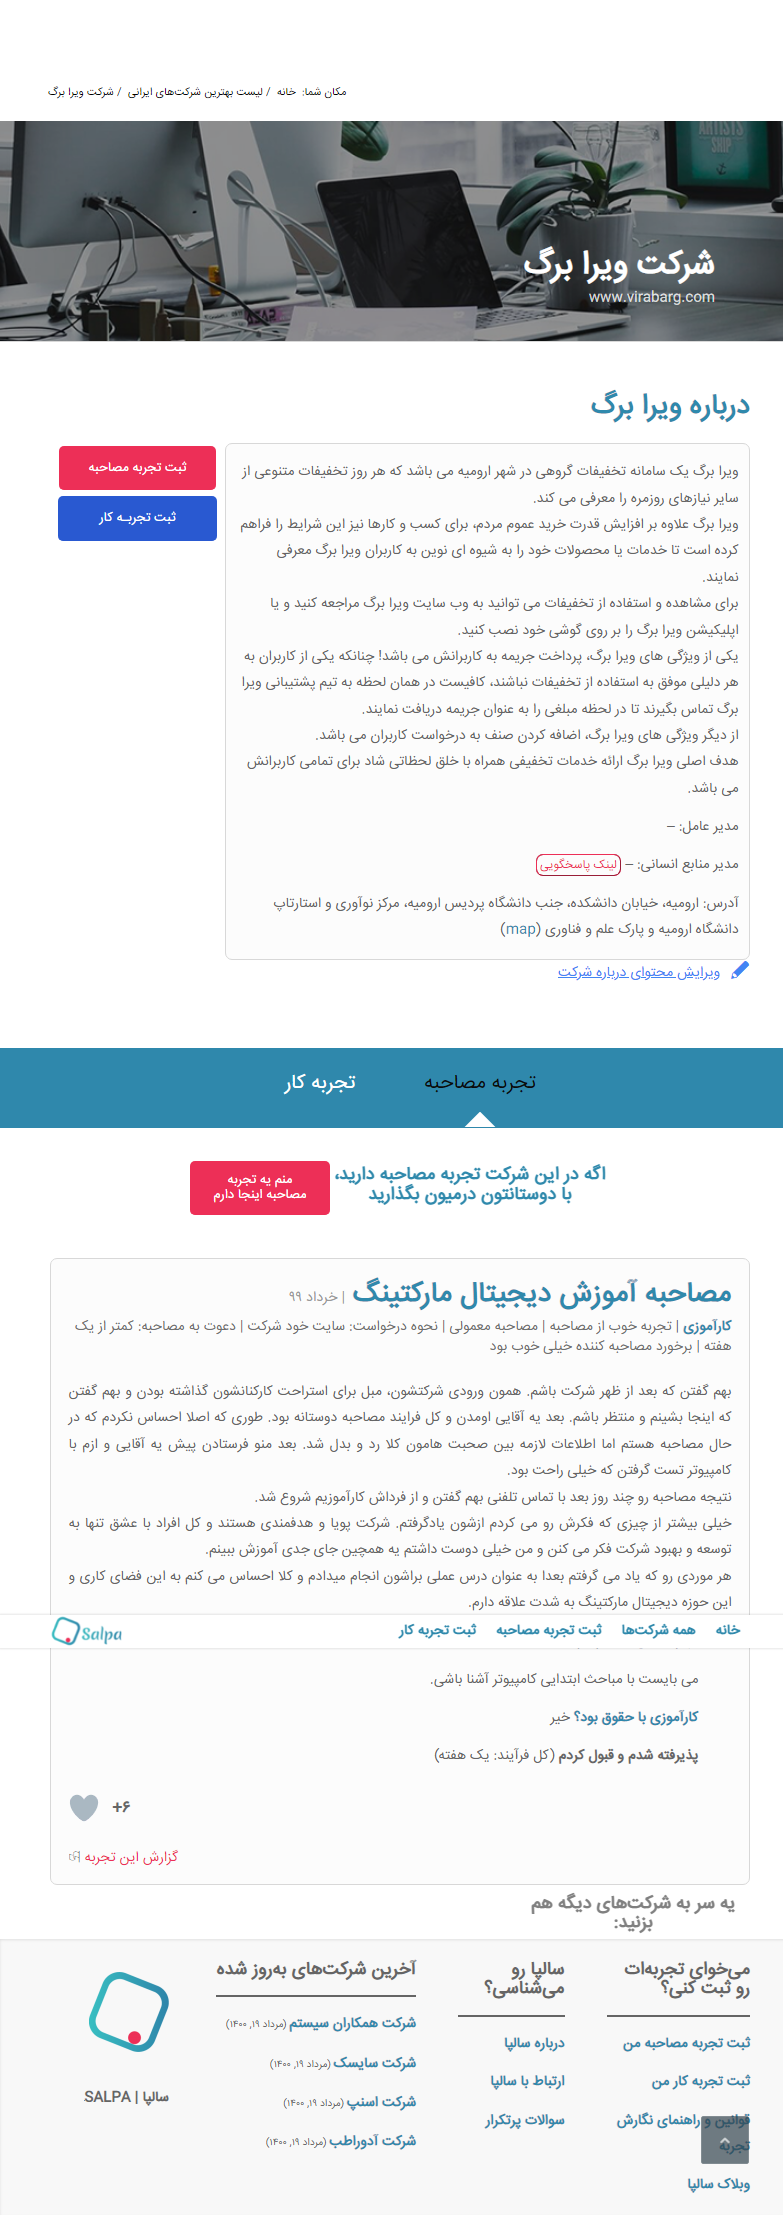 مکان شما: خانه / لیست بهترین شرکت‌های ایرانی / شرکت ویرا برگ
ARTISTS
SHIP
شرکت ویرا برگ
www.virabarg.com
درباره ویرا برگ
ویرا برگ یک سامانه تخفیفات گروهی در شهر ارومیه می باشد که هر روز تخفیفات متنوعی از
سایر نیازهای روزمره را معرفی می کند.
ویرا برگ علاوه بر افزایش قدرت خرید عموم مردم، برای کسب و کارها نیز این شرایط را فراهم
کرده است تا خدمات یا محصولات خود را به شیوه ای نوین به کاربران ویرا برگ معرفی
نمایند.
برای مشاهده و استفاده از تخفیفات می توانید به وب سایت ویرا برگ مراجعه کنید و یا
اپلیکیشن ویرا برگ را بر روی گوشی خود نصب کنید.
یکی از ویژگی های ویرا برگ، پرداخت جریمه به کاربرانش می باشد! چنانکه یکی از کاربران به
هر دلیلی موفق به استفاده از تخفیفات نباشند، کافیست در همان لحظه به تیم پشتیبانی ویرا
برگ تماس بگیرند تا در لحظه مبلغی را به عنوان جریمه دریافت نمایند.
از دیگر ویژگی های ویرا برگ، اضافه کردن صنف به درخواست کاربران می باشد.
هدف اصلی ویرا برگ ارائه خدمات تخفیفی همراه با خلق لحظاتی شاد برای تمامی کاربرانش
می باشد.
مدیر عامل: –
مدیر منابع انسانی: – لینک پاسخگویی
آدرس: ارومیه، خیابان دانشکده، جنب دانشگاه پردیس ارومیه، مرکز نوآوری و استارتاپ
دانشگاه ارومیه و پارک علم و فناوری (map)
ویرایش محتوای درباره شرکت
ثبت تجربه مصاحبه
ثبت تجربـه کار
تجربه مصاحبه
تجربه کار
اگه در این شرکت تجربه مصاحبه دارید،
با دوستانتون درمیون بگذارید
منم یه تجربه
مصاحبه اینجا دارم
مصاحبه آموزش دیجیتال مارکتینگ | خرداد ۹۹
کارآموزی | تجربه خوب از مصاحبه | مصاحبه معمولی | نحوه درخواست: سایت خود شرکت | دعوت به مصاحبه: کمتر از یک
هفته | برخورد مصاحبه کننده خیلی خوب بود
بهم گفتن که بعد از ظهر شرکت باشم. همون ورودی شرکتشون، مبل برای استراحت کارکنانشون گذاشته بودن و بهم گفتن
که اینجا بشینم و منتظر باشم. بعد یه آقایی اومدن و کل فرایند مصاحبه دوستانه بود. طوری که اصلا احساس نکردم که در
حال مصاحبه هستم اما اطلاعات لازمه بین صحبت هامون کلا رد و بدل شد. بعد منو فرستادن پیش یه آقایی و ازم با
کامپیوتر تست گرفتن که خیلی راحت بود.
نتیجه مصاحبه رو چند روز بعد با تماس تلفنی بهم گفتن و از فرداش کارآموزیم شروع شد.
خیلی بیشتر از چیزی که فکرش رو می کردم ازشون یادگرفتم. شرکت پویا و هدفمندی هستند و کل افراد با عشق تنها به
توسعه و بهبود شرکت فکر می کنن و من خیلی دوست داشتم یه همچین جای جدی آموزش ببینم.
هر موردی رو که یاد می گرفتم بعدا به عنوان درس عملی براشون انجام میدادم و کلا احساس می کنم به این فضای کاری و
این حوزه دیجیتال مارکتینگ به شدت علاقه دارم.
خانه همه شرکت‌ها ثبت تجربه مصاحبه ثبت تجربه کار
Salpa
می بایست با مباحث ابتدایی کامپیوتر آشنا باشی.
کارآموزی با حقوق بود؟ خیر
پذیرفته شدم و قبول کردم (کل فرآیند: یک هفته)
+۶
گزارش این تجربه
یه سر به شرکت‌های دیگه هم
بزنید:
می‌خوای تجربه‌ات
رو ثبت کنی؟
ثبت تجربه مصاحبه من
ثبت تجربه کار من
قوانین و راهنمای نگارش
تجربه
وبلاگ سالپا
سالپا رو
می‌شناسی؟
درباره سالپا
ارتباط با سالپا
سوالات پرتکرار
آخرین شرکت‌های به‌روز شده
شرکت همکاران سیستم (مرداد ۱۹, ۱۴۰۰)
شرکت سایسک (مرداد ۱۹, ۱۴۰۰)
شرکت اسنپ (مرداد ۱۹, ۱۴۰۰)
شرکت آدوراطب (مرداد ۱۹, ۱۴۰۰)
سالپا | SALPA